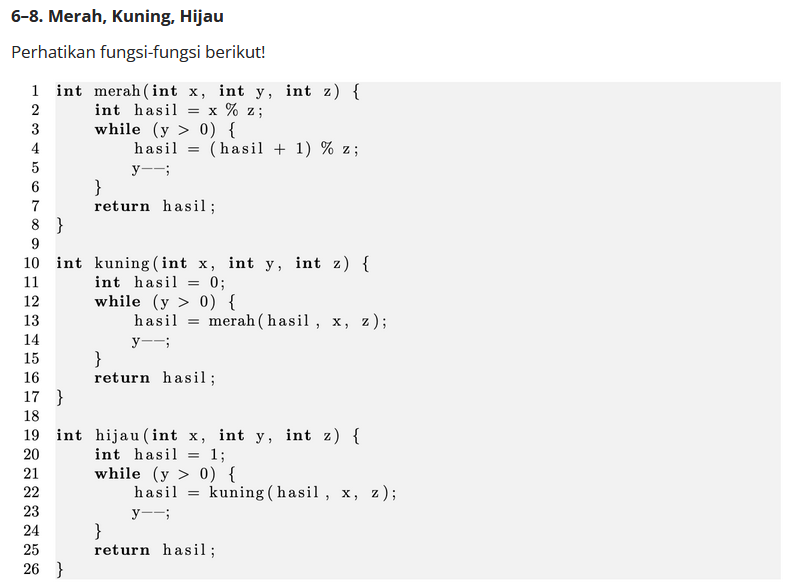 6–8. Merah, Kuning, Hijau
Perhatikan fungsi-fungsi berikut!
1 int merah(int x, int y, int z) {
2     int hasil = x % z;
3     while (y > 0) {
4         hasil = (hasil + 1) % z;
5         y--;
6     }
7     return hasil;
8 }
9
10 int kuning(int x, int y, int z) {
11     int hasil = 0;
12     while (y > 0) {
13         hasil = merah(hasil, x, z);
14         y--;
15     }
16     return hasil;
17 }
18
19 int hijau(int x, int y, int z) {
20     int hasil = 1;
21     while (y > 0) {
22         hasil = kuning(hasil, x, z);
23         y--;
24     }
25     return hasil;
26 }